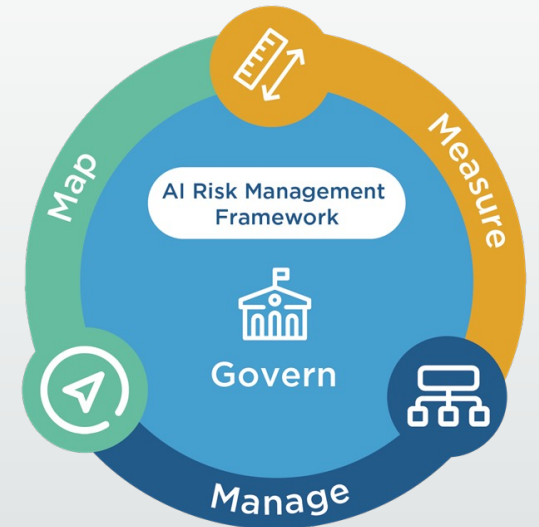 Map
Measure
AI Risk Management
Framework
Govern
Manage